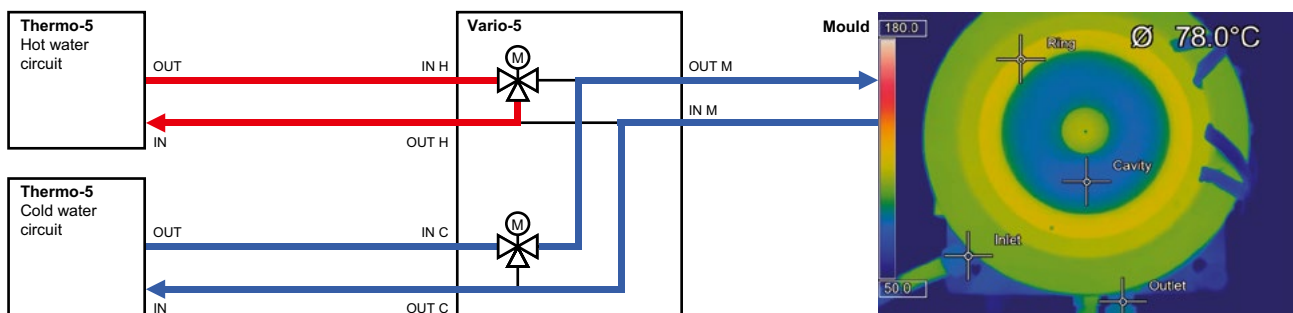 Thermo-5
Hot water
circuit
OUT
IN
IN H
OUT H
Vario-5
M
OUT M
IN M
Mould
Thermo-5
Cold water
circuit
OUT
IN
IN C
OUT C
M
180.0
Ø 78.0°C
Ring
Cavity
Inlet
Outlet
50.0